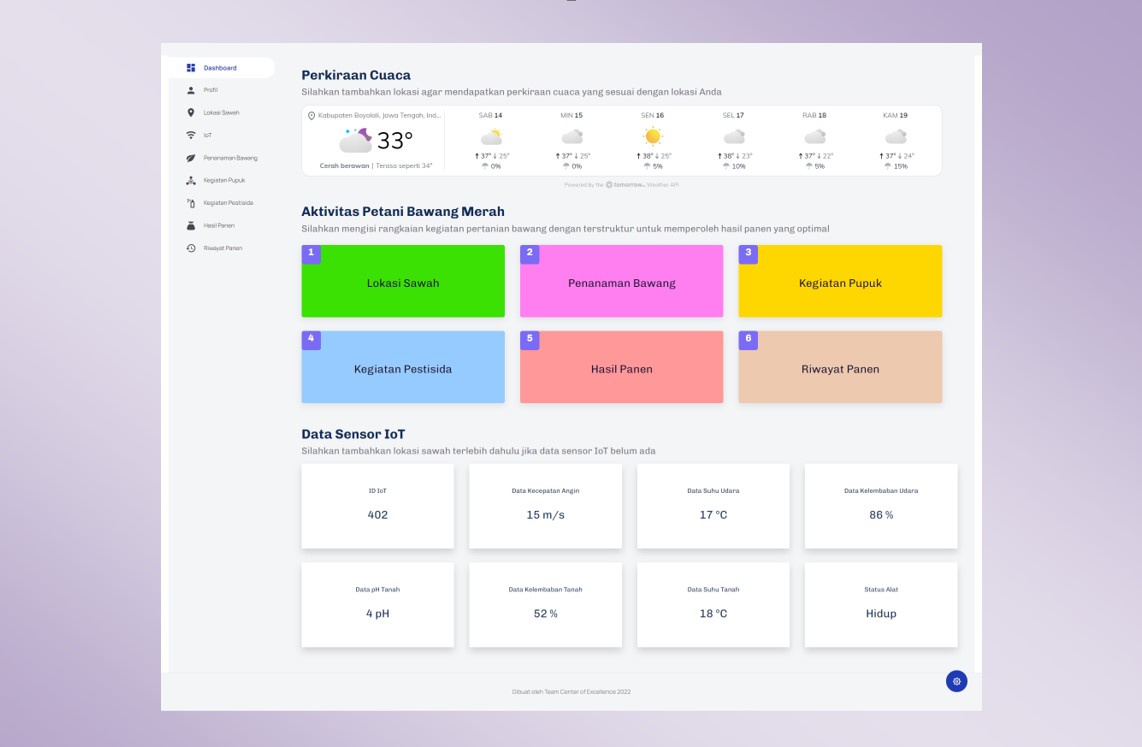 Dashboard
Profil
Lokasi Sawah
IoT
Penanaman Bawang
Kegiatan Pupuk
Kegiatan Pestisida
Hasil Panen
Riwayat Panen
Perkiraan Cuaca
Silahkan tambahkan lokasi agar mendapatkan perkiraan cuaca yang sesuai dengan lokasi Anda
Kabupaten Boyolali, Jawa Tengah, Ind...
33°
Cerah berawan | Terasa seperti 34°
SAB 14
37° 25°
0%
MIN 15
37° 25°
0%
SEN 16
38° 25°
5%
SEL 17
38° 23°
10%
RAB 18
37° 22°
5%
KAM 19
37° 24°
15%
Powered by the tomorrow.io Weather API
Aktivitas Petani Bawang Merah
Silahkan mengisi rangkaian kegiatan pertanian bawang dengan terstruktur untuk memperoleh hasil panen yang optimal
1
Lokasi Sawah
2
Penanaman Bawang
3
Kegiatan Pupuk
4
Kegiatan Pestisida
5
Hasil Panen
6
Riwayat Panen
Data Sensor IoT
Silahkan tambahkan lokasi sawah terlebih dahulu jika data sensor IoT belum ada
ID IoT
402
Data Kecepatan Angin
15 m/s
Data Suhu Udara
17 °C
Data Kelembaban Udara
86 %
Data pH Tanah
4 pH
Data Kelembaban Tanah
52 %
Data Suhu Tanah
18 °C
Status Alat
Hidup
Dibuat oleh Team Center of Excellence 2022